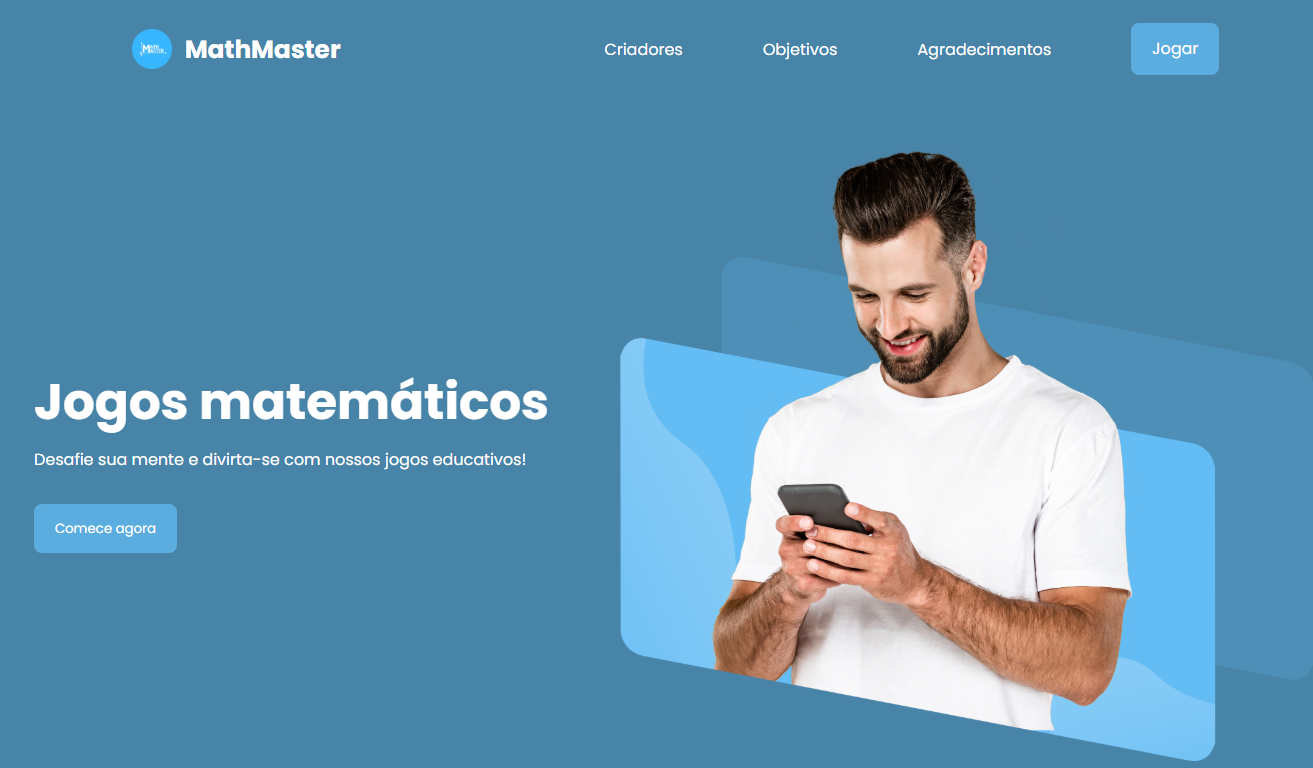 MathMaster
Criadores
Objetivos
Agradecimentos
Jogar
Jogos matemáticos
Desafie sua mente e divirta-se com nossos jogos educativos!
Comece agora